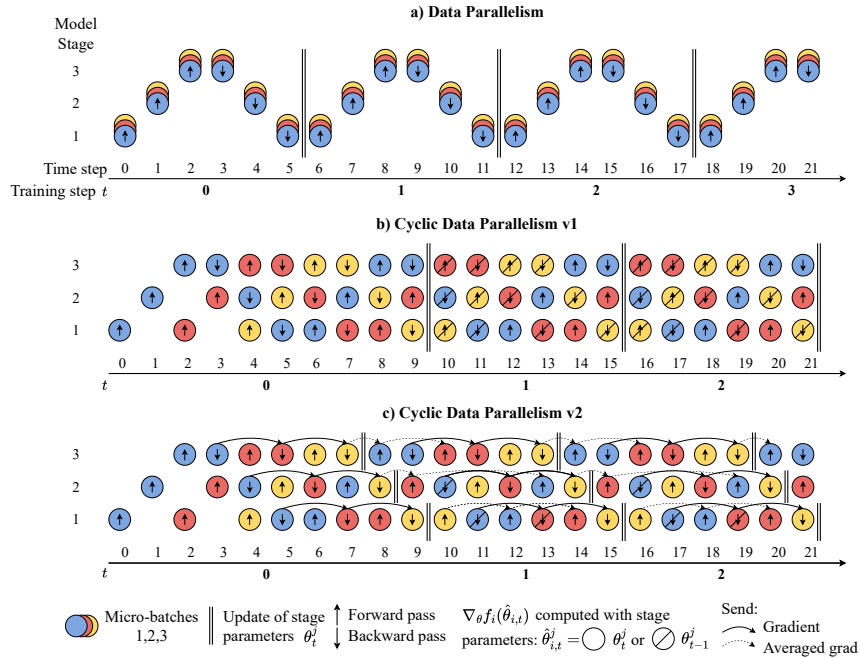 a) Data Parallelism
Model
Stage
3
2
1
Time step 0 1 2 3 4 5 6 7 8 9 10 11 12 13 14 15 16 17 18 19 20 21
Training step t 0 1 2 3
b) Cyclic Data Parallelism v1
3
2
1
0 1 2 3 4 5 6 7 8 9 10 11 12 13 14 15 16 17 18 19 20 21
t 0 1 2
c) Cyclic Data Parallelism v2
3
2
1
0 1 2 3 4 5 6 7 8 9 10 11 12 13 14 15 16 17 18 19 20 21
t 0 1 2
Micro-batches
1,2,3
Update of stage
parameters θ_t^j
Forward pass
Backward pass
∇_θ f_i(θ̂_{i,t}) computed with stage
parameters: θ̂_{i,t}^j = θ_t^j or θ_{t-1}^j
Send:
Gradient
Averaged grad